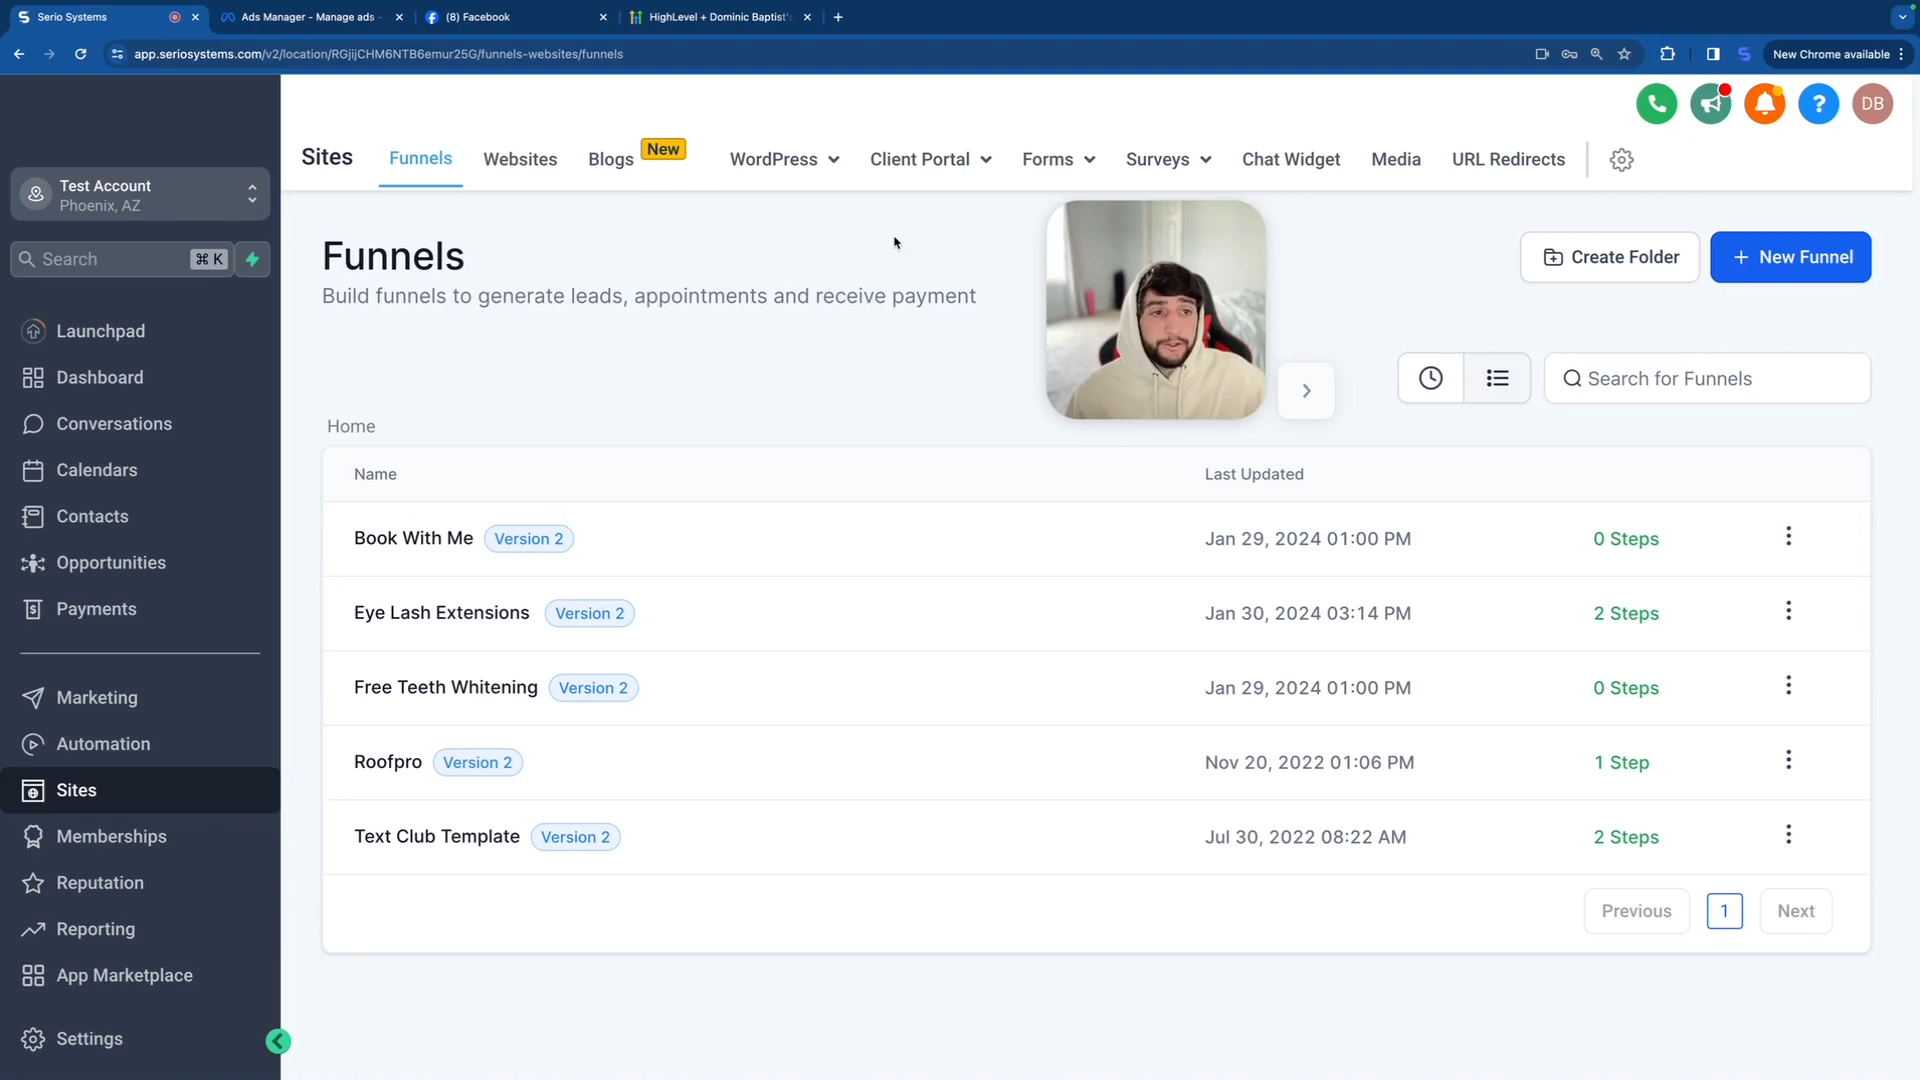 Serio Systems
Ads Manager - Manage ads -
(8) Facebook
HighLevel + Dominic Baptist'
app.seriosystems.com/v2/location/RGjijCHM6NTB6emur25G/funnels-websites/funnels
New Chrome available
DB
Test Account
Phoenix, AZ
Search
⌘ K
Launchpad
Dashboard
Conversations
Calendars
Contacts
Opportunities
Payments
Marketing
Automation
Sites
Memberships
Reputation
Reporting
App Marketplace
Settings
Sites Funnels Websites Blogs New WordPress Client Portal Forms Surveys Chat Widget Media URL Redirects
Funnels
Build funnels to generate leads, appointments and receive payment
Create Folder
+ New Funnel
Search for Funnels
Home
Name Last Updated
Book With Me Version 2 Jan 29, 2024 01:00 PM 0 Steps
Eye Lash Extensions Version 2 Jan 30, 2024 03:14 PM 2 Steps
Free Teeth Whitening Version 2 Jan 29, 2024 01:00 PM 0 Steps
Roofpro Version 2 Nov 20, 2022 01:06 PM 1 Step
Text Club Template Version 2 Jul 30, 2022 08:22 AM 2 Steps
Previous 1 Next